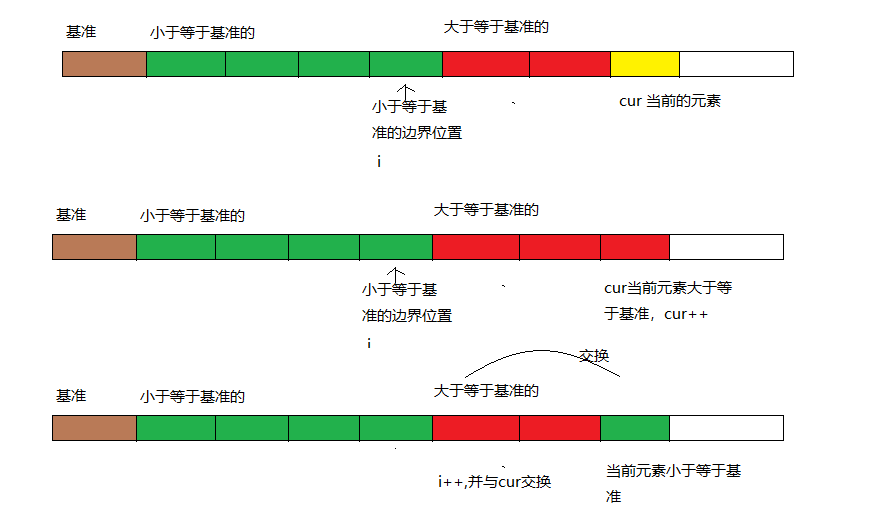 基准
小于等于基准的
大于等于基准的
小于等于基
准的边界位置
i
cur 当前的元素
基准
小于等于基准的
大于等于基准的
小于等于基
准的边界位置
i
cur当前元素大于等
于基准，cur++
交换
基准
小于等于基准的
大于等于基准的
i++,并与cur交换
当前元素小于等于基
准